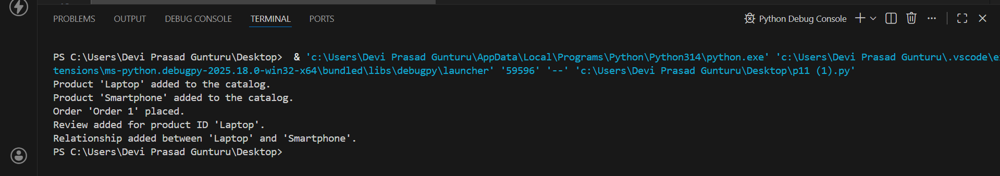 PROBLEMS OUTPUT DEBUG CONSOLE TERMINAL PORTS Python Debug Console
PS C:\Users\Devi Prasad Gunturu\Desktop>  & 'c:\Users\Devi Prasad Gunturu\AppData\Local\Programs\Python\Python314\python.exe' 'c:\Users\Devi Prasad Gunturu\.vscode\ex
tensions\ms-python.debugpy-2025.18.0-win32-x64\bundled\libs\debugpy\launcher' '59596' '--' 'c:\Users\Devi Prasad Gunturu\Desktop\p11 (1).py'
Product 'Laptop' added to the catalog.
Product 'Smartphone' added to the catalog.
Order 'Order 1' placed.
Review added for product ID 'Laptop'.
Relationship added between 'Laptop' and 'Smartphone'.
PS C:\Users\Devi Prasad Gunturu\Desktop>